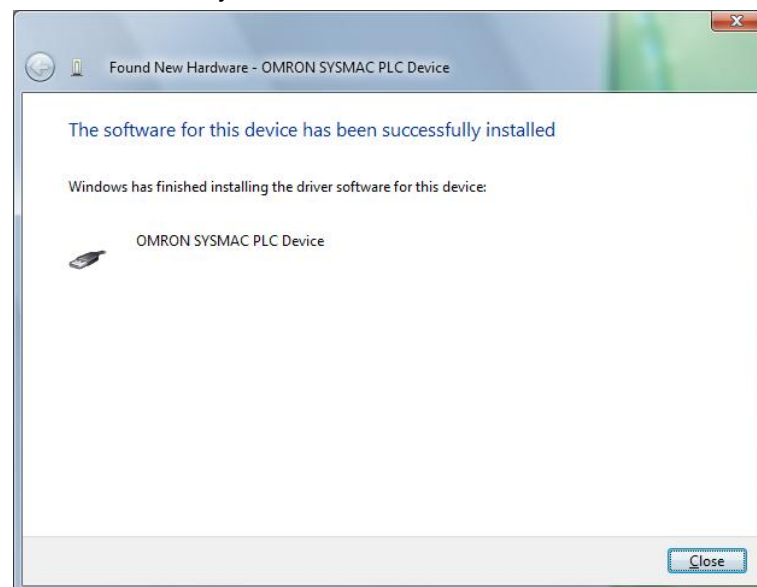 Found New Hardware - OMRON SYSMAC PLC Device
The software for this device has been successfully installed
Windows has finished installing the driver software for this device:
OMRON SYSMAC PLC Device
Close